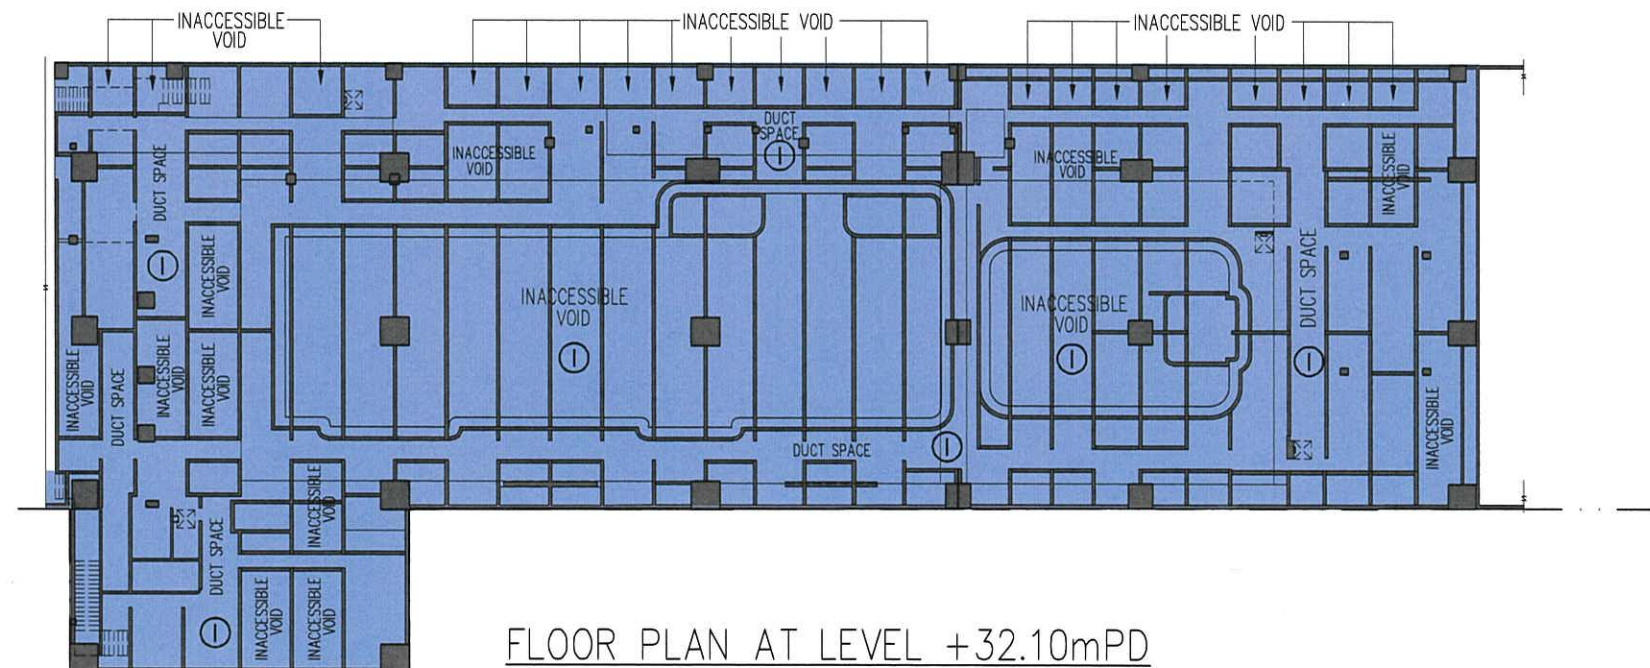 INACCESSIBLE
VOID
INACCESSIBLE VOID
INACCESSIBLE VOID
DUCT
SPACE
INACCESSIBLE
VOID
INACCESSIBLE
VOID
INACCESSIBLE
VOID
DUCT SPACE
INACCESSIBLE
VOID
INACCESSIBLE
VOID
INACCESSIBLE
VOID
DUCT SPACE
INACCESSIBLE
VOID
DUCT SPACE
INACCESSIBLE
VOID
INACCESSIBLE
VOID
INACCESSIBLE
VOID
DUCT SPACE
INACCESSIBLE
VOID
DUCT SPACE
INACCESSIBLE
VOID
INACCESSIBLE
VOID
INACCESSIBLE
VOID
FLOOR PLAN AT LEVEL +32.10mPD